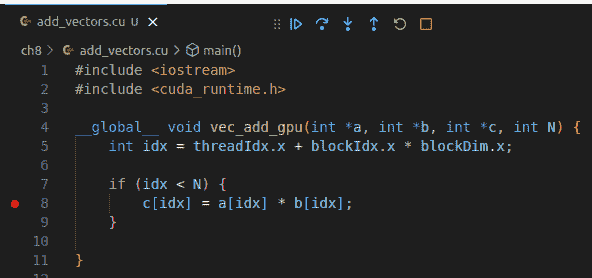 add_vectors.cu U
ch8 > add_vectors.cu > main()
1 #include <iostream>
2 #include <cuda_runtime.h>
3
4 __global__ void vec_add_gpu(int *a, int *b, int *c, int N) {
5     int idx = threadIdx.x + blockIdx.x * blockDim.x;
6
7     if (idx < N) {
8         c[idx] = a[idx] * b[idx];
9     }
10
11 }